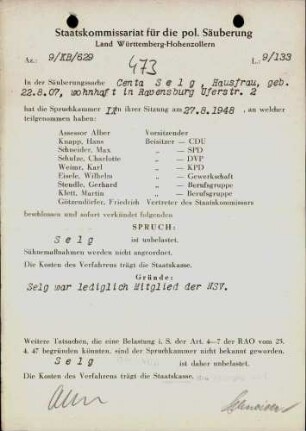 Staatskommissariat für die pol. Säuberung
Land Württemberg-Hohenzollern
Az.: 9/KB/629
473
L.: 9/133
In der Säuberungssache Centa Selg, Hausfrau, geb.
22.8.07, wohnhaft in Ravensburg Uferstr. 2
hat die Spruchkammer II in ihrer Sitzung am 27.8.1948, an welcher
teilgenommen haben:
Assessor Alber Vorsitzender
Knapp, Hans Beisitzer — CDU
Schneider, Max „ — SPD
Schulze, Charlotte „ — DVP
Weimr, Karl „ — KPD
Eisele, Wilhelm „ — Gewerkschaft
Steudle, Gerhard „ — Berufsgruppe
Klett, Martin „ — Berufsgruppe
Götzendörfer, Friedrich Vertreter des Staatskommissars
beschlossen und sofort verkündet folgenden
SPRUCH:
Selg ist unbelastet.
Sühnemaßnahmen werden nicht angeordnet.
Die Kosten des Verfahrens trägt die Staatskasse.
Gründe:
Selg war lediglich Mitglied der NSV.
Weitere Tatsachen, die eine Belastung i. S. der Art. 4—7 der RAO vom 25.
4. 47 begründen könnten, sind der Spruchkammer nicht bekannt geworden.
Selg ist daher unbelastet.
Die Kosten des Verfahrens trägt die Staatskasse.